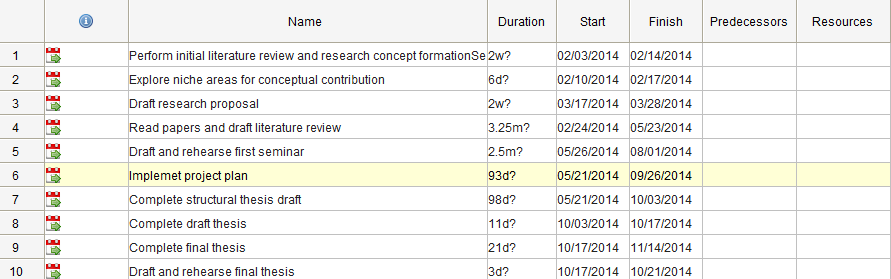 Name Duration Start Finish Predecessors Resources
1 Perform initial literature review and research concept formationSe 2w? 02/03/2014 02/14/2014
2 Explore niche areas for conceptual contribution 6d? 02/10/2014 02/17/2014
3 Draft research proposal 2w? 03/17/2014 03/28/2014
4 Read papers and draft literature review 3.25m? 02/24/2014 05/23/2014
5 Draft and rehearse first seminar 2.5m? 05/26/2014 08/01/2014
6 Implemet project plan 93d? 05/21/2014 09/26/2014
7 Complete structural thesis draft 98d? 05/21/2014 10/03/2014
8 Complete draft thesis 11d? 10/03/2014 10/17/2014
9 Complete final thesis 21d? 10/17/2014 11/14/2014
10 Draft and rehearse final thesis 3d? 10/17/2014 10/21/2014